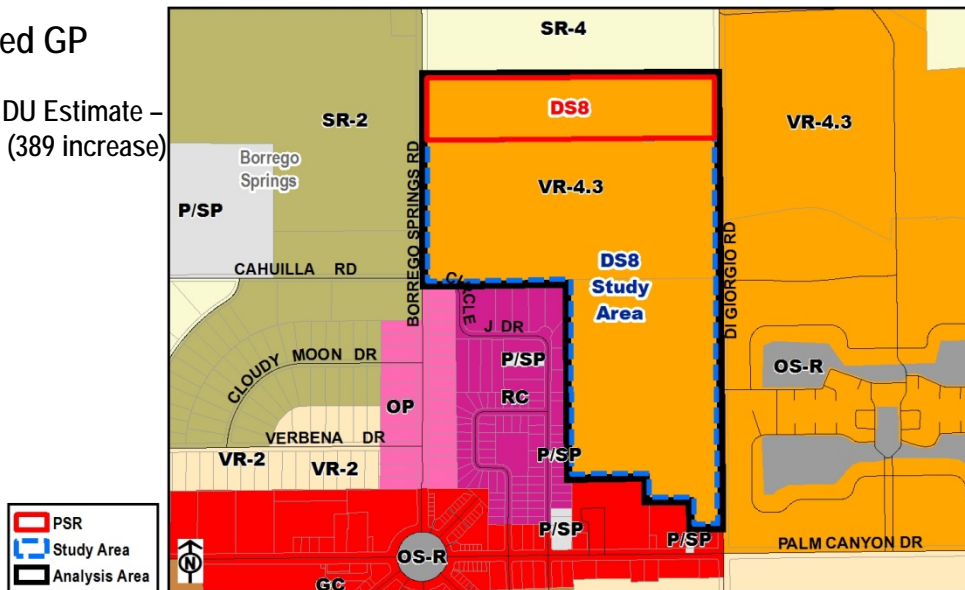 ed GP
DU Estimate –
(389 increase)
SR-4
DS8
SR-2
VR-4.3
Borrego
Springs
BORREGO SPRINGS RD
VR-4.3
P/SP
DI GIORGIO RD
DS8
Study
Area
CAHUILLA RD
CIRCLE
J DR
CLOUDY MOON DR
P/SP
OS-R
RC
OP
VERBENA DR
P/SP
VR-2
VR-2
PSR
Study Area
Analysis Area
N
P/SP
P/SP
PALM CANYON DR
OS-R
GC